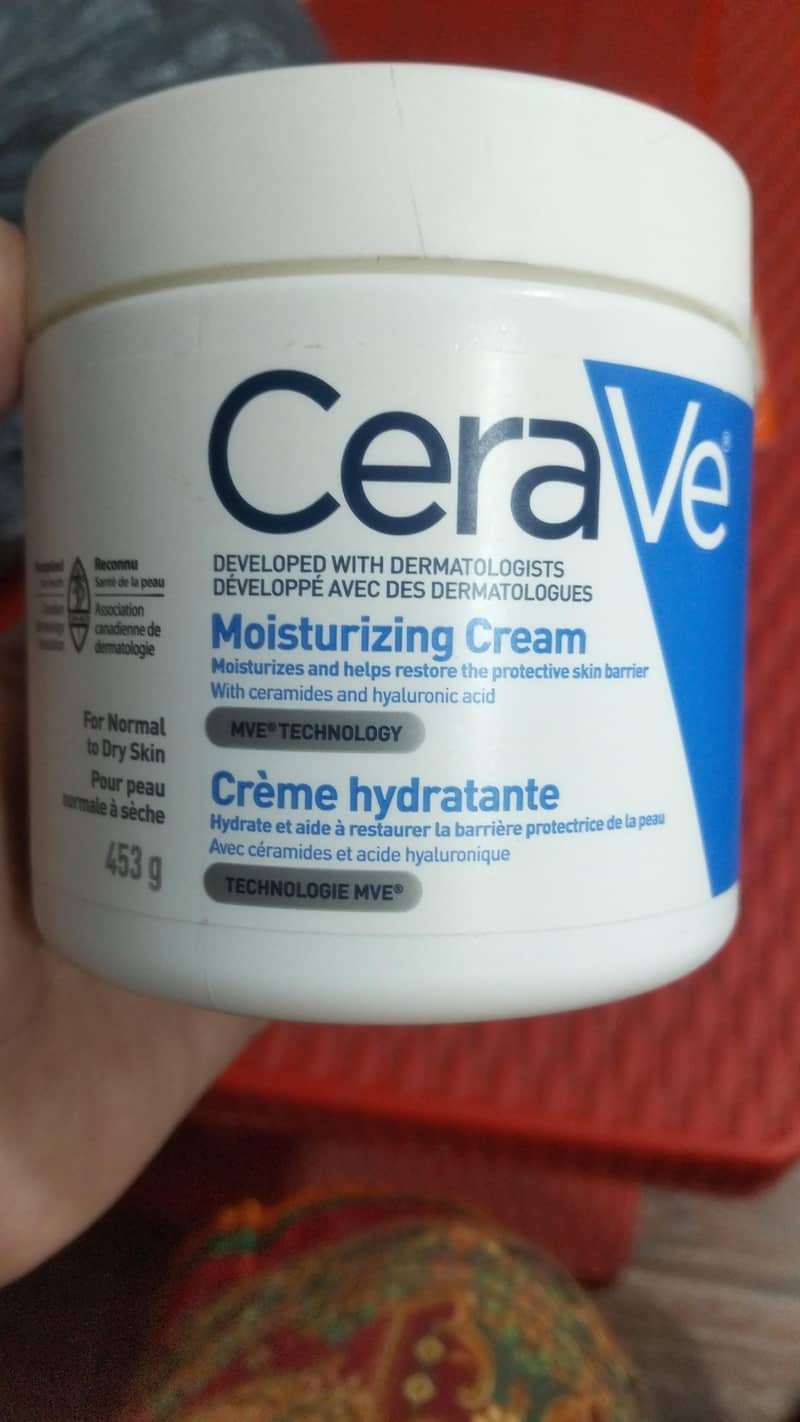 CeraVe®
DEVELOPED WITH DERMATOLOGISTS
DÉVELOPPÉ AVEC DES DERMATOLOGUES
Moisturizing Cream
Moisturizes and helps restore the protective skin barrier
With ceramides and hyaluronic acid
MVE® TECHNOLOGY
Crème hydratante
Hydrate et aide à restaurer la barrière protectrice de la peau
Avec céramides et acide hyaluronique
TECHNOLOGIE MVE®
Reconnu
Santé de la peau
Association
canadienne de
dermatologie
For Normal
to Dry Skin
Pour peau
normale à sèche
453 g